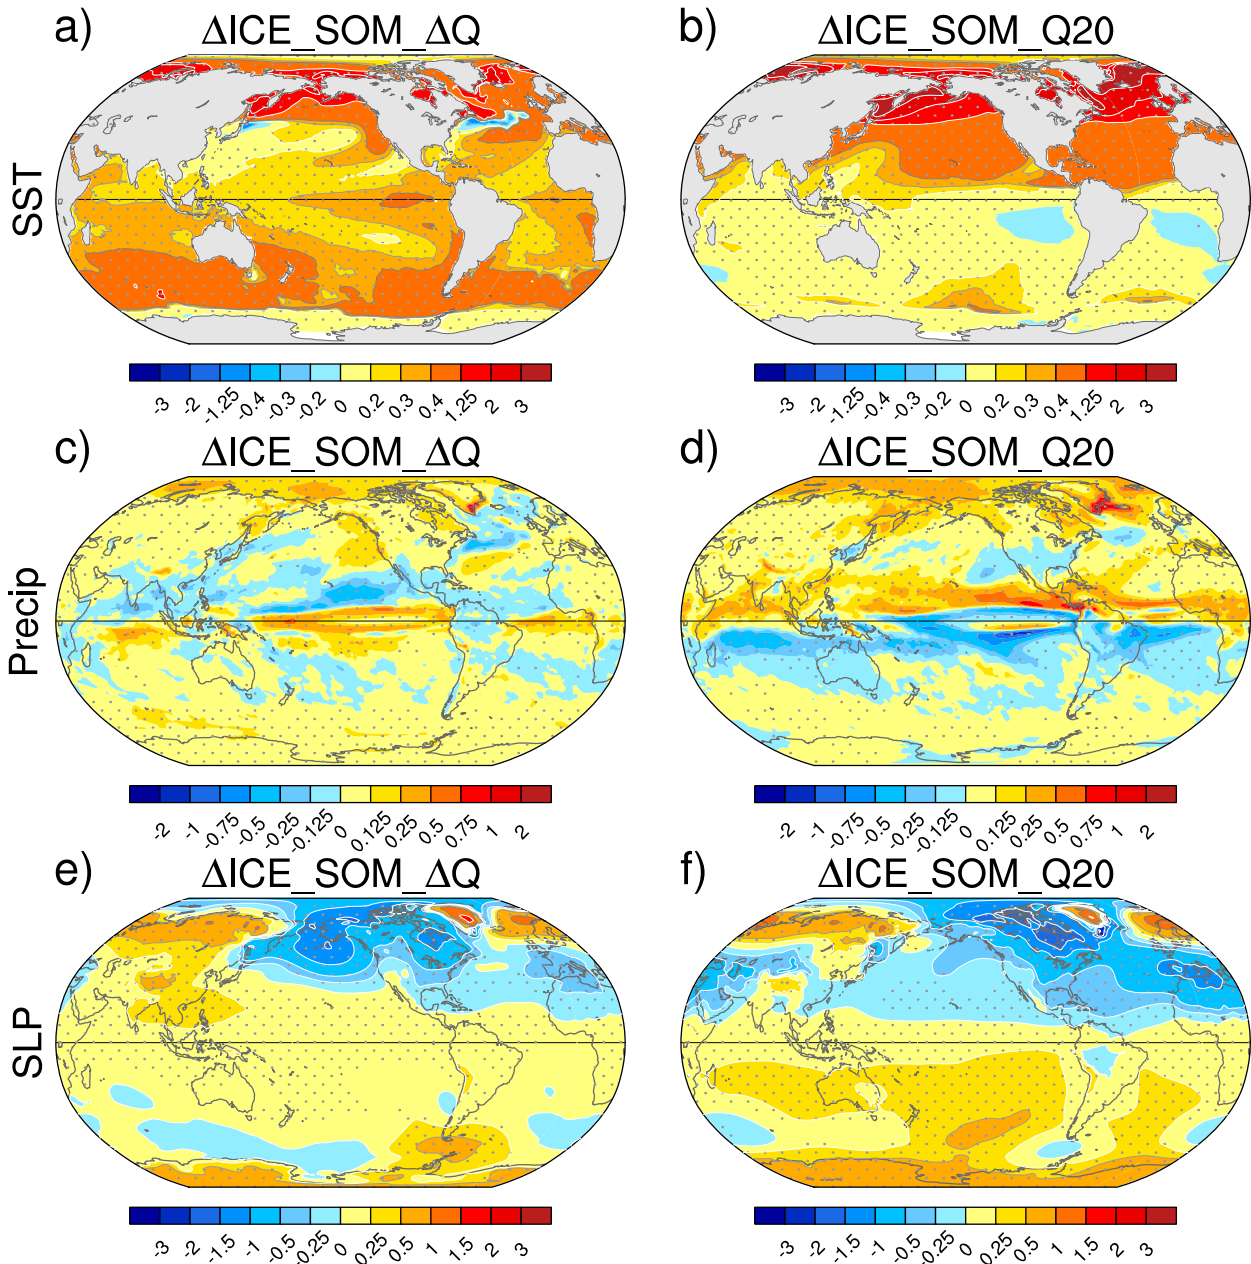 a) ΔICE_SOM_ΔQ
b) ΔICE_SOM_Q20
SST
-3 -2 -1.25 -0.4 -0.3 -0.2 0 0.2 0.3 0.4 1.25 2 3
-3 -2 -1.25 -0.4 -0.3 -0.2 0 0.2 0.3 0.4 1.25 2 3
c) ΔICE_SOM_ΔQ
d) ΔICE_SOM_Q20
Precip
-2 -1 -0.75 -0.5 -0.25 -0.125 0 0.125 0.25 0.5 0.75 1 2
-2 -1 -0.75 -0.5 -0.25 -0.125 0 0.125 0.25 0.5 0.75 1 2
e) ΔICE_SOM_ΔQ
f) ΔICE_SOM_Q20
SLP
-3 -2 -1.5 -1 -0.5 -0.25 0 0.25 0.5 1 1.5 2 3
-3 -2 -1.5 -1 -0.5 -0.25 0 0.25 0.5 1 1.5 2 3